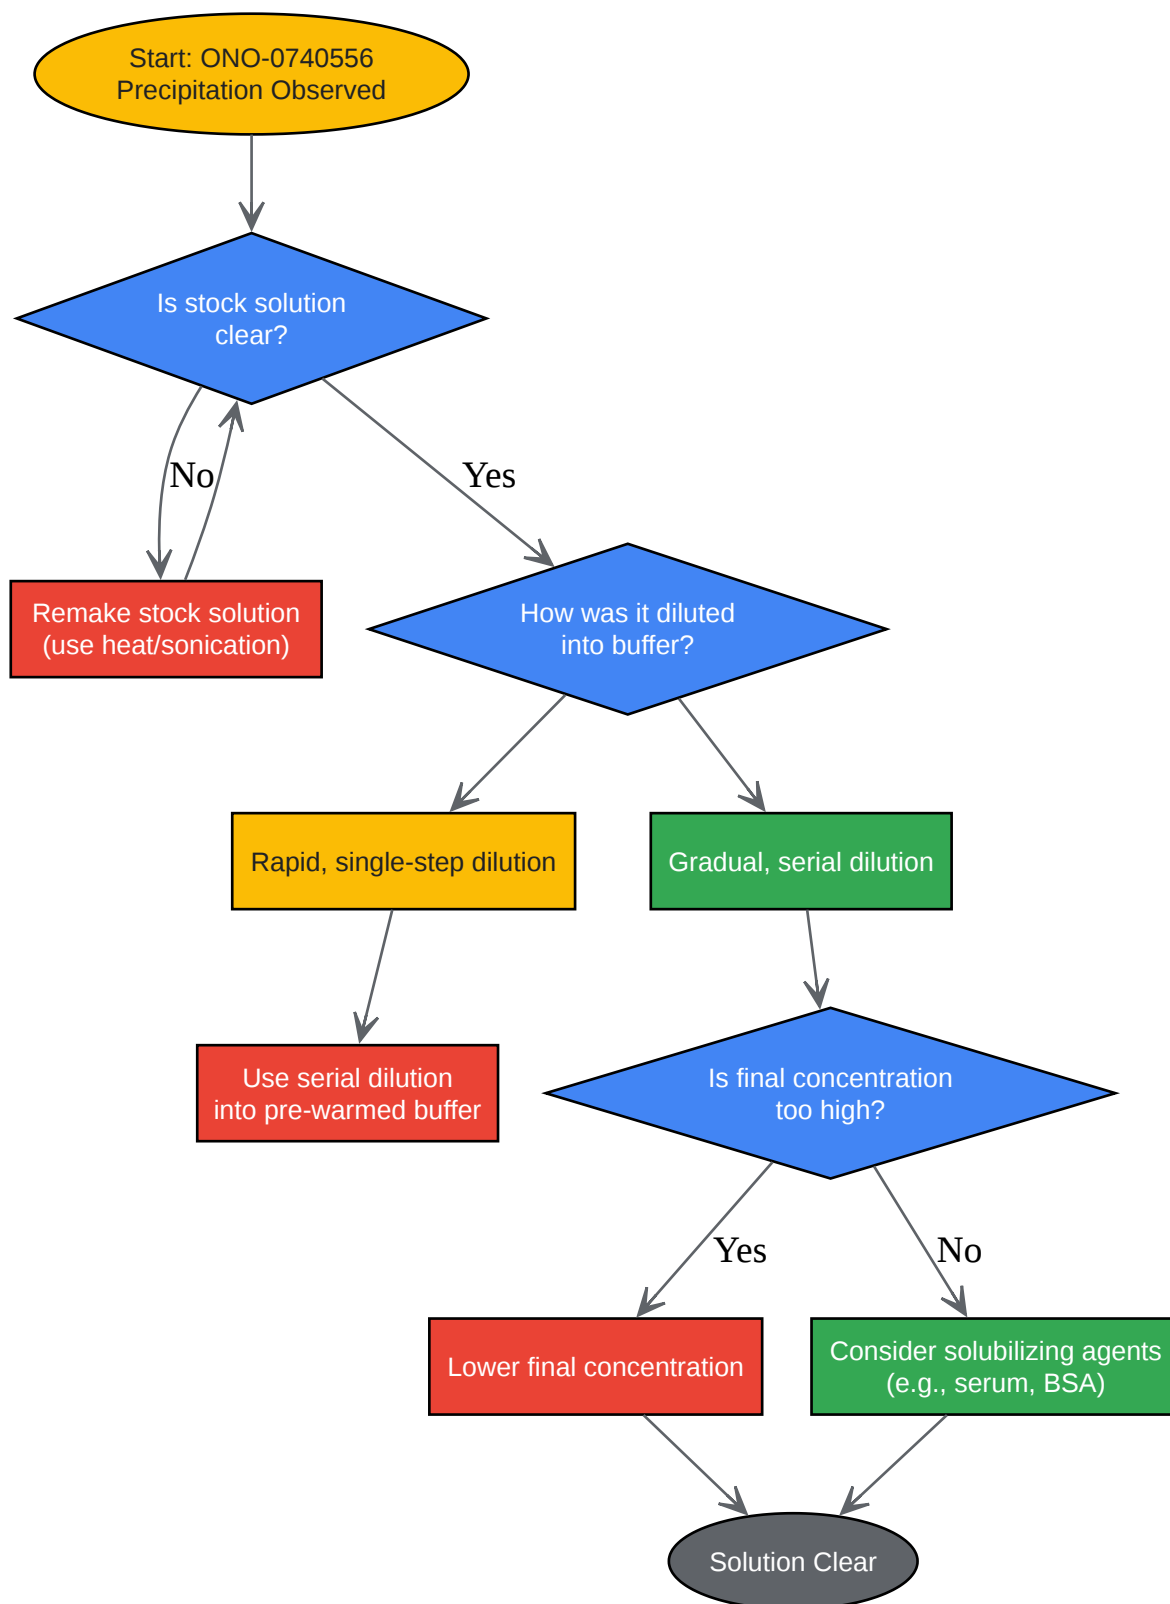 Start: ONO-0740556
Precipitation Observed
Is stock solution
clear?
No
Yes
Remake stock solution
(use heat/sonication)
How was it diluted
into buffer?
Rapid, single-step dilution
Gradual, serial dilution
Use serial dilution
into pre-warmed buffer
Is final concentration
too high?
Yes
No
Lower final concentration
Consider solubilizing agents
(e.g., serum, BSA)
Solution Clear